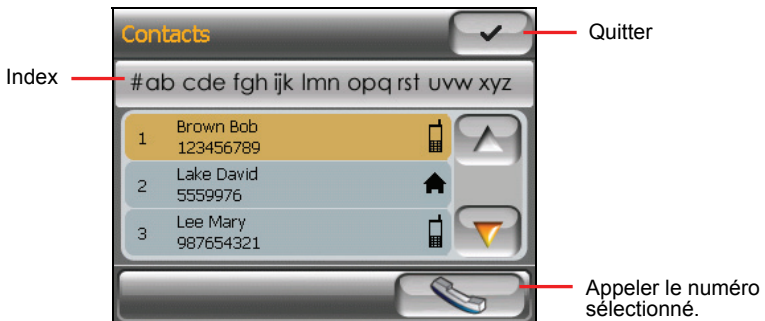 Contacts
Quitter
Index
#ab cde fgh ijk lmn opq rst uvw xyz
1
Brown Bob
123456789
2
Lake David
5559976
3
Lee Mary
987654321
Appeler le numéro
sélectionné.